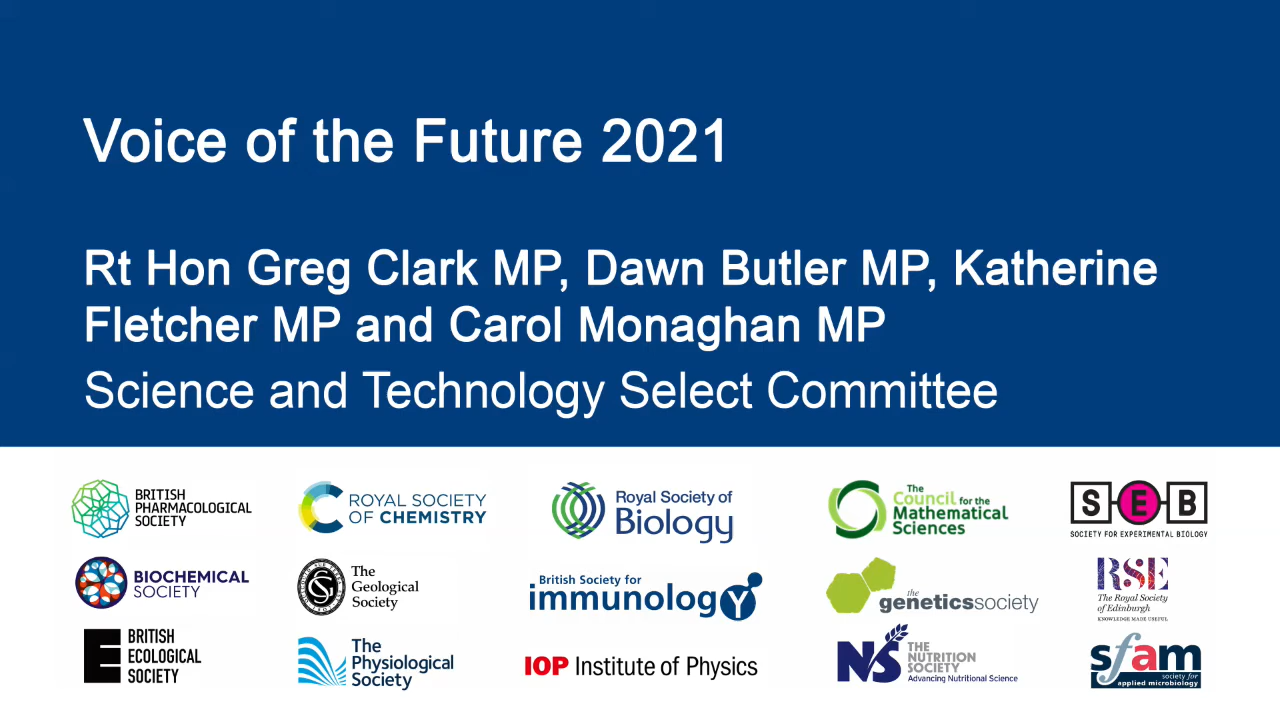 Voice of the Future 2021
Rt Hon Greg Clark MP, Dawn Butler MP, Katherine
Fletcher MP and Carol Monaghan MP
Science and Technology Select Committee
BRITISH
PHARMACOLOGICAL
SOCIETY
ROYAL SOCIETY
OF CHEMISTRY
Royal Society of
Biology
The
Council for the
Mathematical
Sciences
SEB
SOCIETY FOR EXPERIMENTAL BIOLOGY
BIOCHEMICAL
SOCIETY
The
Geological
Society
British Society for
immunology
the
geneticssociety
RSE
The Royal Society
of Edinburgh
KNOWLEDGE MADE USEFUL
BRITISH
ECOLOGICAL
SOCIETY
The
Physiological
Society
IOP Institute of Physics
NS
THE
NUTRITION
SOCIETY
Advancing Nutritional Science
sfam
society for
applied microbiology